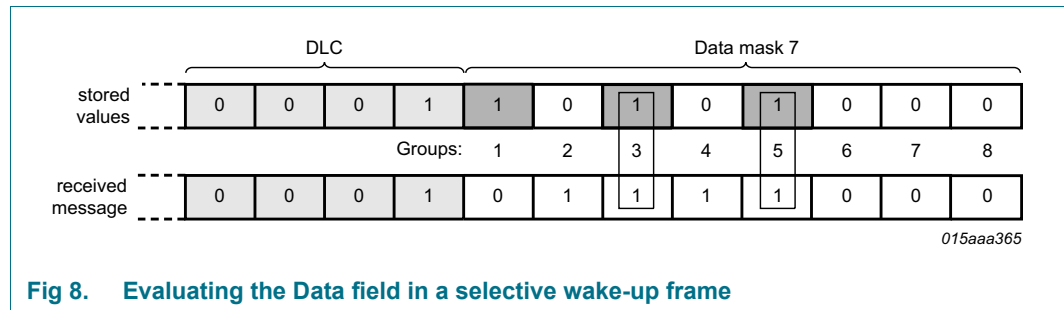 DLC Data mask 7
stored values 0 0 0 1 1 0 1 0 1 0 0 0
Groups: 1 2 3 4 5 6 7 8
received message 0 0 0 1 0 1 1 1 1 0 0 0
015aaa365
Fig 8. Evaluating the Data field in a selective wake-up frame